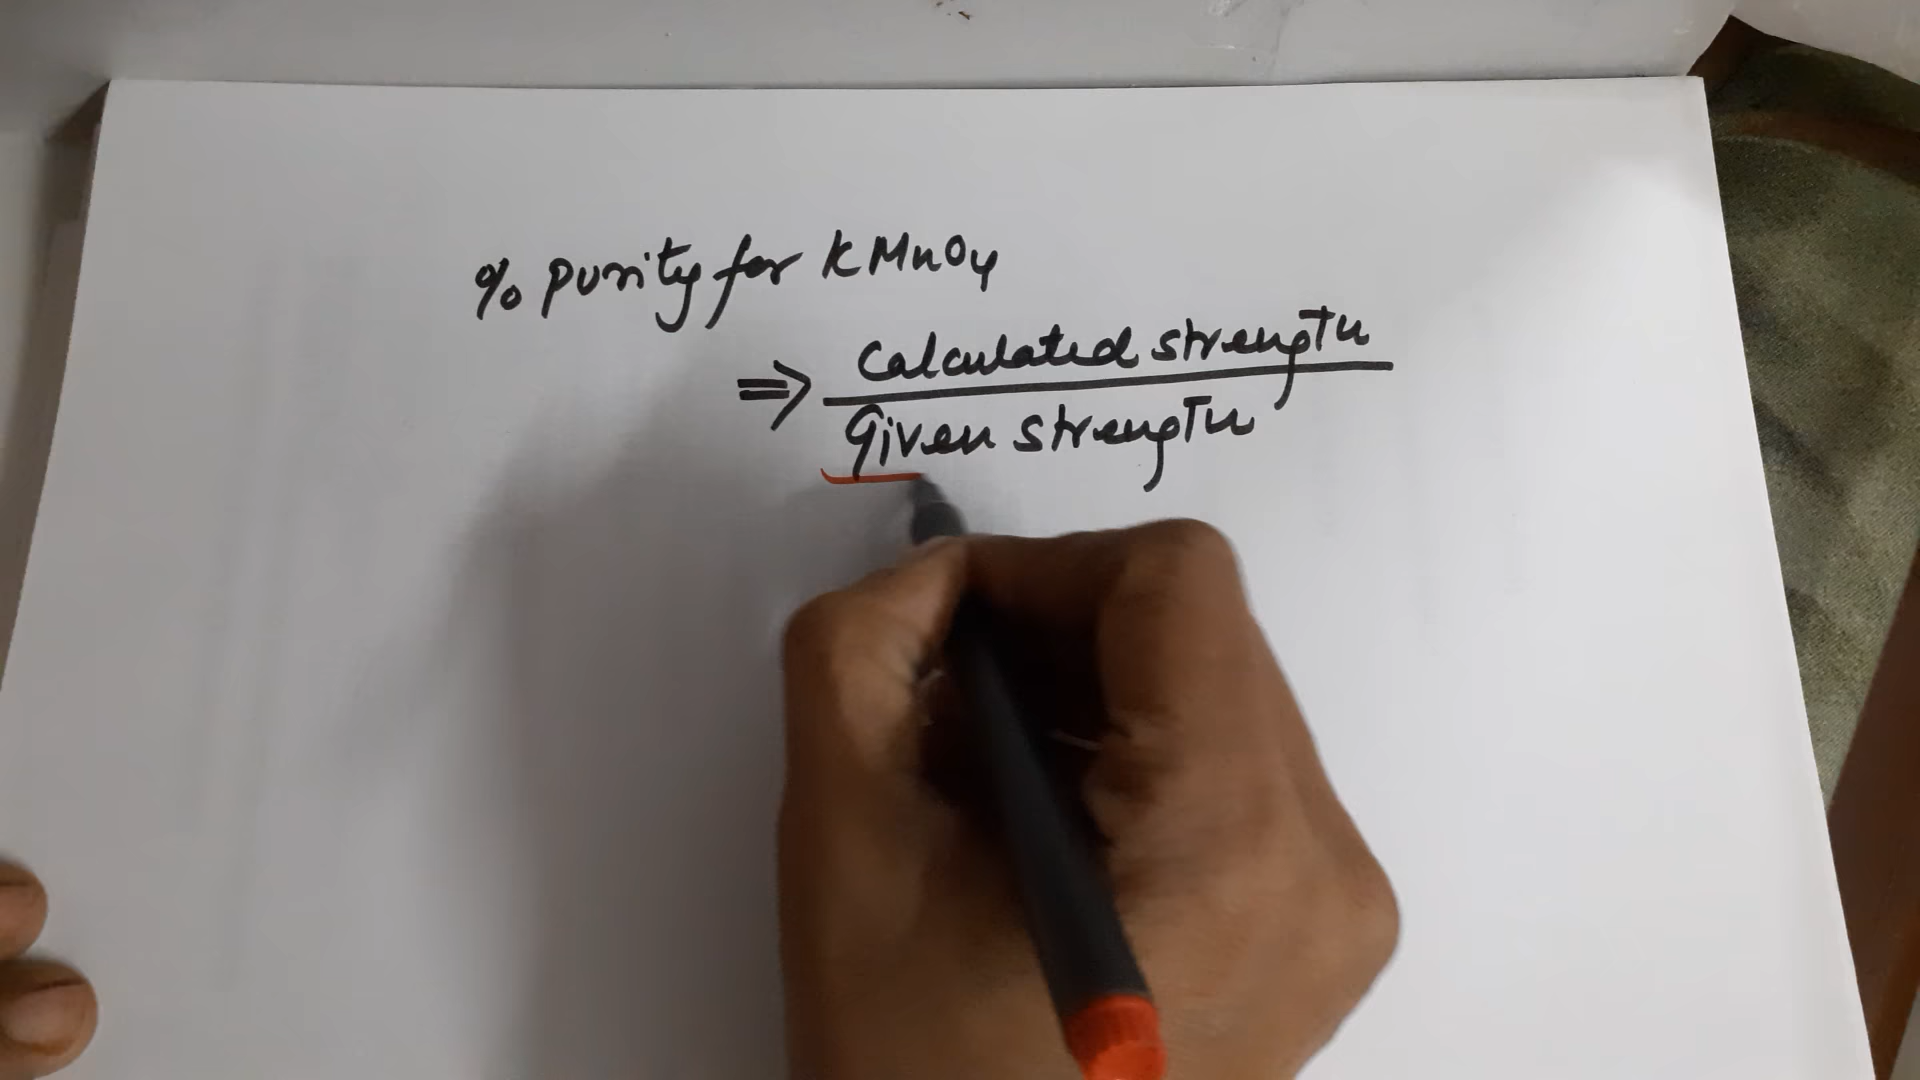 % purity for KMnO4
⇒ Calculated strength
Given strength